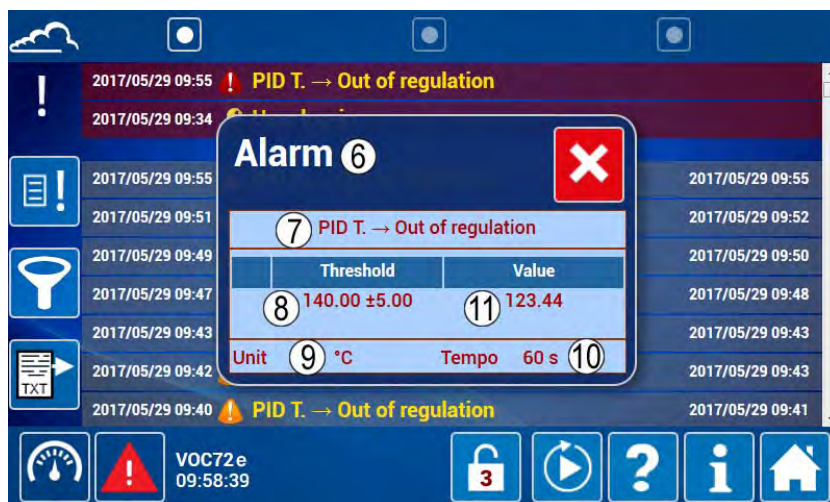 2017/05/29 09:55 PID T. → Out of regulation
2017/05/29 09:34
Alarm 6
2017/05/29 09:55 2017/05/29 09:55
2017/05/29 09:51 2017/05/29 09:52
7 PID T. → Out of regulation
2017/05/29 09:49 2017/05/29 09:50
Threshold Value
2017/05/29 09:47 2017/05/29 09:48
8 140.00 ±5.00 11 123.44
2017/05/29 09:43 2017/05/29 09:43
Unit 9 °C Tempo 60 s 10
TXT
2017/05/29 09:42 2017/05/29 09:43
2017/05/29 09:40 PID T. → Out of regulation 2017/05/29 09:41
VOC72e
09:58:39
3